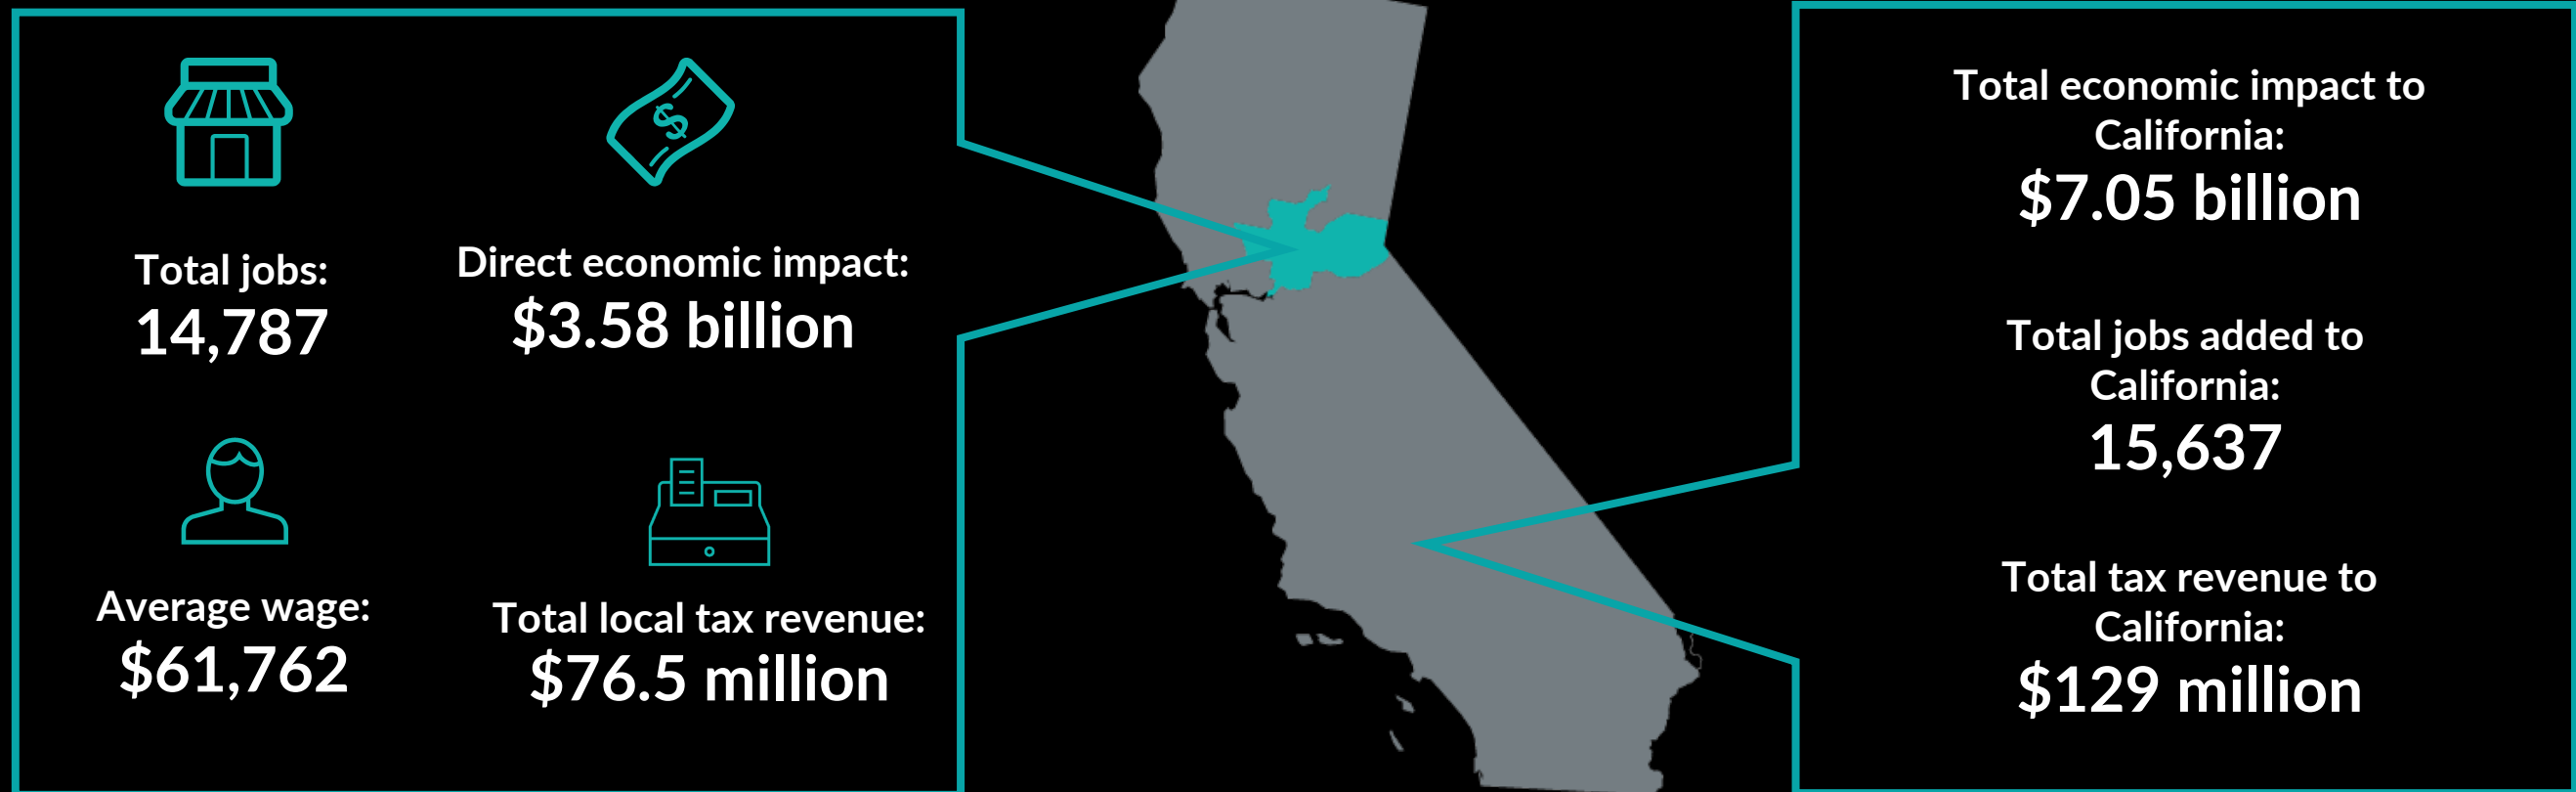 Total jobs:
14,787
Direct economic impact:
$3.58 billion
Average wage:
$61,762
Total local tax revenue:
$76.5 million
Total economic impact to
California:
$7.05 billion
Total jobs added to
California:
15,637
Total tax revenue to
California:
$129 million